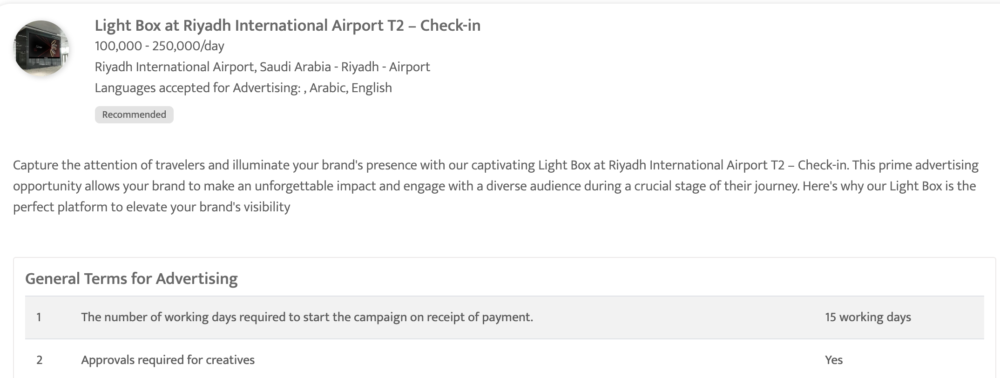 Light Box at Riyadh International Airport T2 – Check-in
100,000 - 250,000/day
Riyadh International Airport, Saudi Arabia - Riyadh - Airport
Languages accepted for Advertising: , Arabic, English
Recommended
Capture the attention of travelers and illuminate your brand's presence with our captivating Light Box at Riyadh International Airport T2 – Check-in. This prime advertising
opportunity allows your brand to make an unforgettable impact and engage with a diverse audience during a crucial stage of their journey. Here's why our Light Box is the
perfect platform to elevate your brand's visibility
General Terms for Advertising
1 The number of working days required to start the campaign on receipt of payment. 15 working days
2 Approvals required for creatives Yes